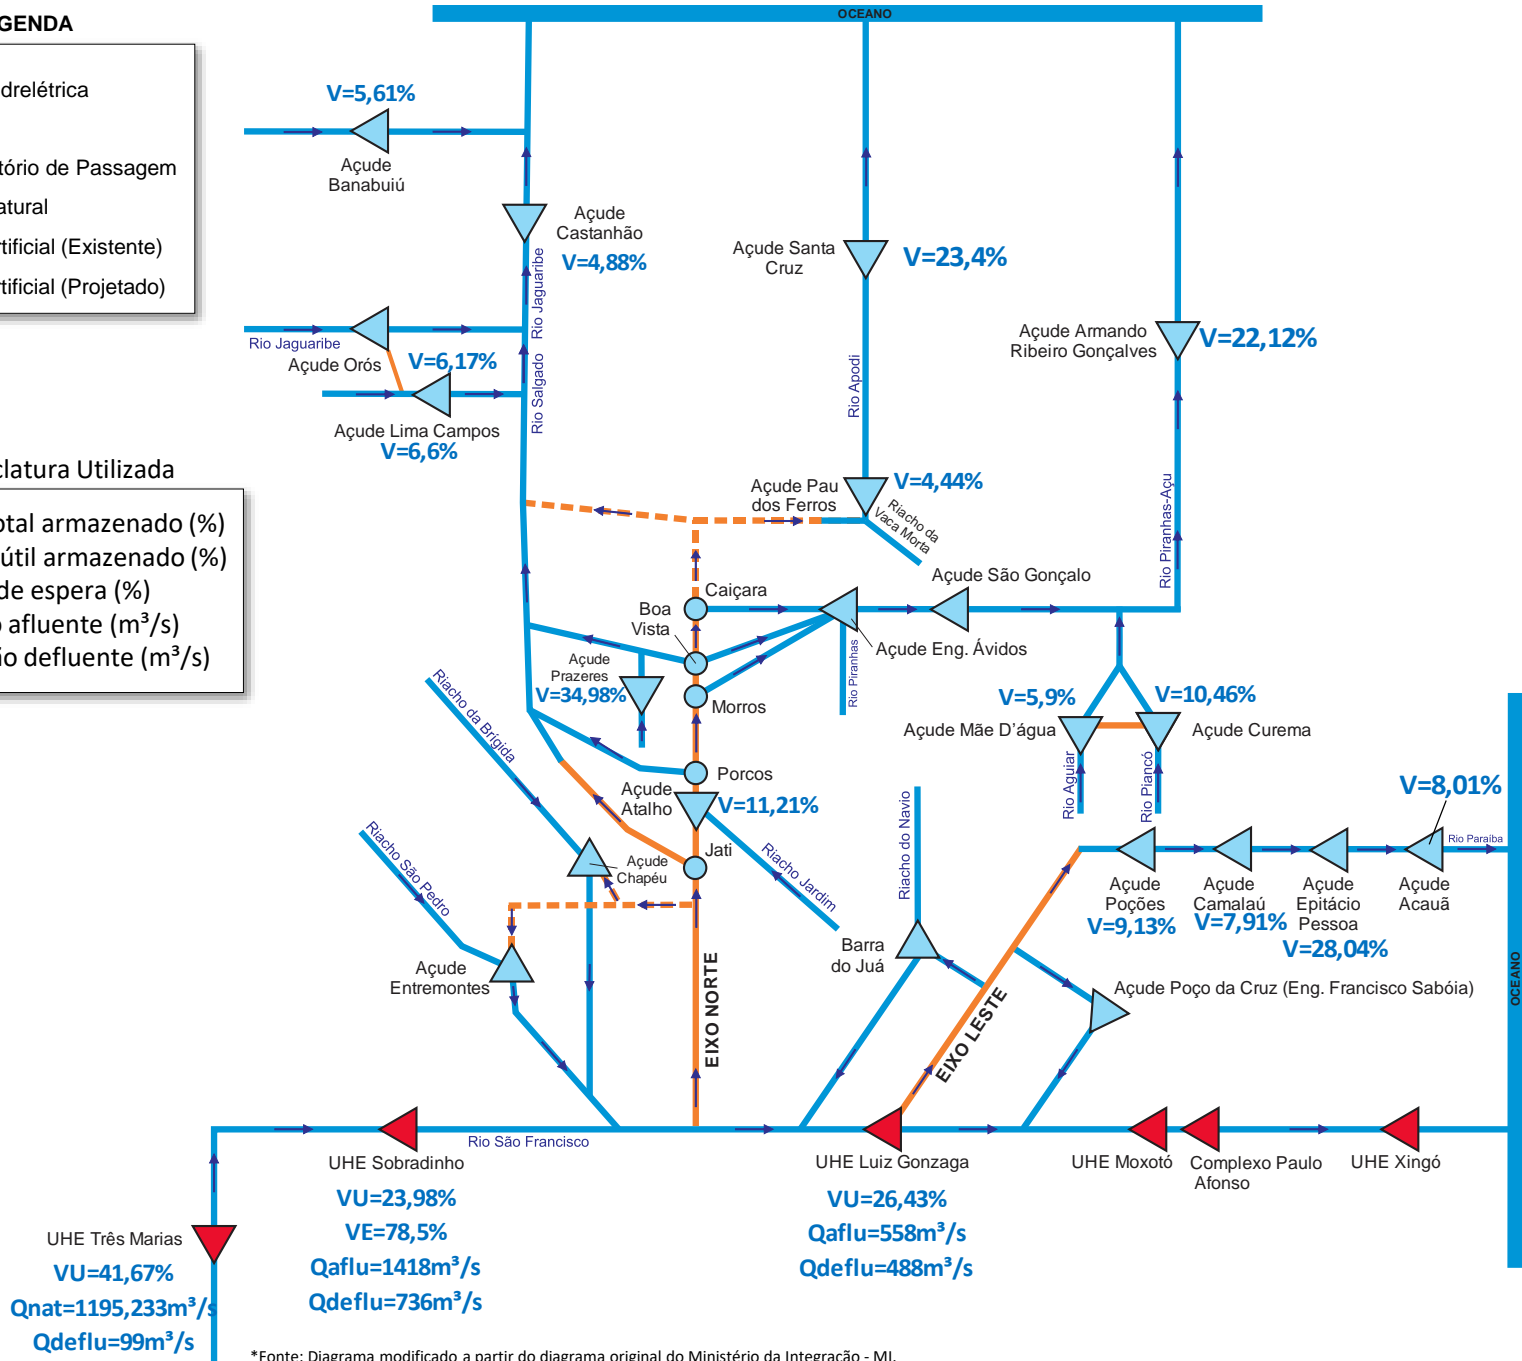 OCEANO
GENDA
drelétrica
tório de Passagem
atural
rtificial (Existente)
rtificial (Projetado)
V=5,61%
Açude
Banabuiú
Açude
Castanhão
V=4,88%
Rio Jaguaribe
Açude Santa
Cruz
V=23,4%
Açude Armando
Ribeiro Gonçalves
V=22,12%
Rio Jaguaribe
Açude Orós
V=6,17%
Rio Salgado
Rio Apodi
Açude Lima Campos
V=6,6%
clatura Utilizada
otal armazenado (%)
útil armazenado (%)
de espera (%)
o afluente (m³/s)
ão defluente (m³/s)
Açude Pau
dos Ferros
V=4,44%
Riacho da
Vaca Morta
Rio Piranhas-Açu
Caiçara
Boa
Vista
Açude São Gonçalo
Açude Eng. Ávidos
Rio Piranhas
Açude
Prazeres
V=34,98%
Morros
Riacho da Brígida
V=5,9%
V=10,46%
Açude Mãe D'água
Açude Curema
Rio Aguiar
Rio Piancó
Porcos
Açude
Atalho
V=11,21%
V=8,01%
Riacho São Pedro
Açude
Chapéu
Jati
Riacho Jardim
Riacho do Navio
Rio Paraíba
Açude
Poções
V=9,13%
Açude
Camalaú
V=7,91%
Açude
Epitácio
Pessoa
V=28,04%
Açude
Acauã
Açude
Entremontes
Barra
do Juá
EIXO NORTE
EIXO LESTE
Açude Poço da Cruz (Eng. Francisco Sabóia)
OCEANO
Rio São Francisco
UHE Sobradinho
VU=23,98%
VE=78,5%
Qaflu=1418m³/s
Qdeflu=736m³/s
UHE Luiz Gonzaga
VU=26,43%
Qaflu=558m³/s
Qdeflu=488m³/s
UHE Moxotó
Complexo Paulo
Afonso
UHE Xingó
UHE Três Marias
VU=41,67%
Qnat=1195,233m³/s
Qdeflu=99m³/s
*Fonte: Diagrama modificado a partir do diagrama original do Ministério da Integração - MI.